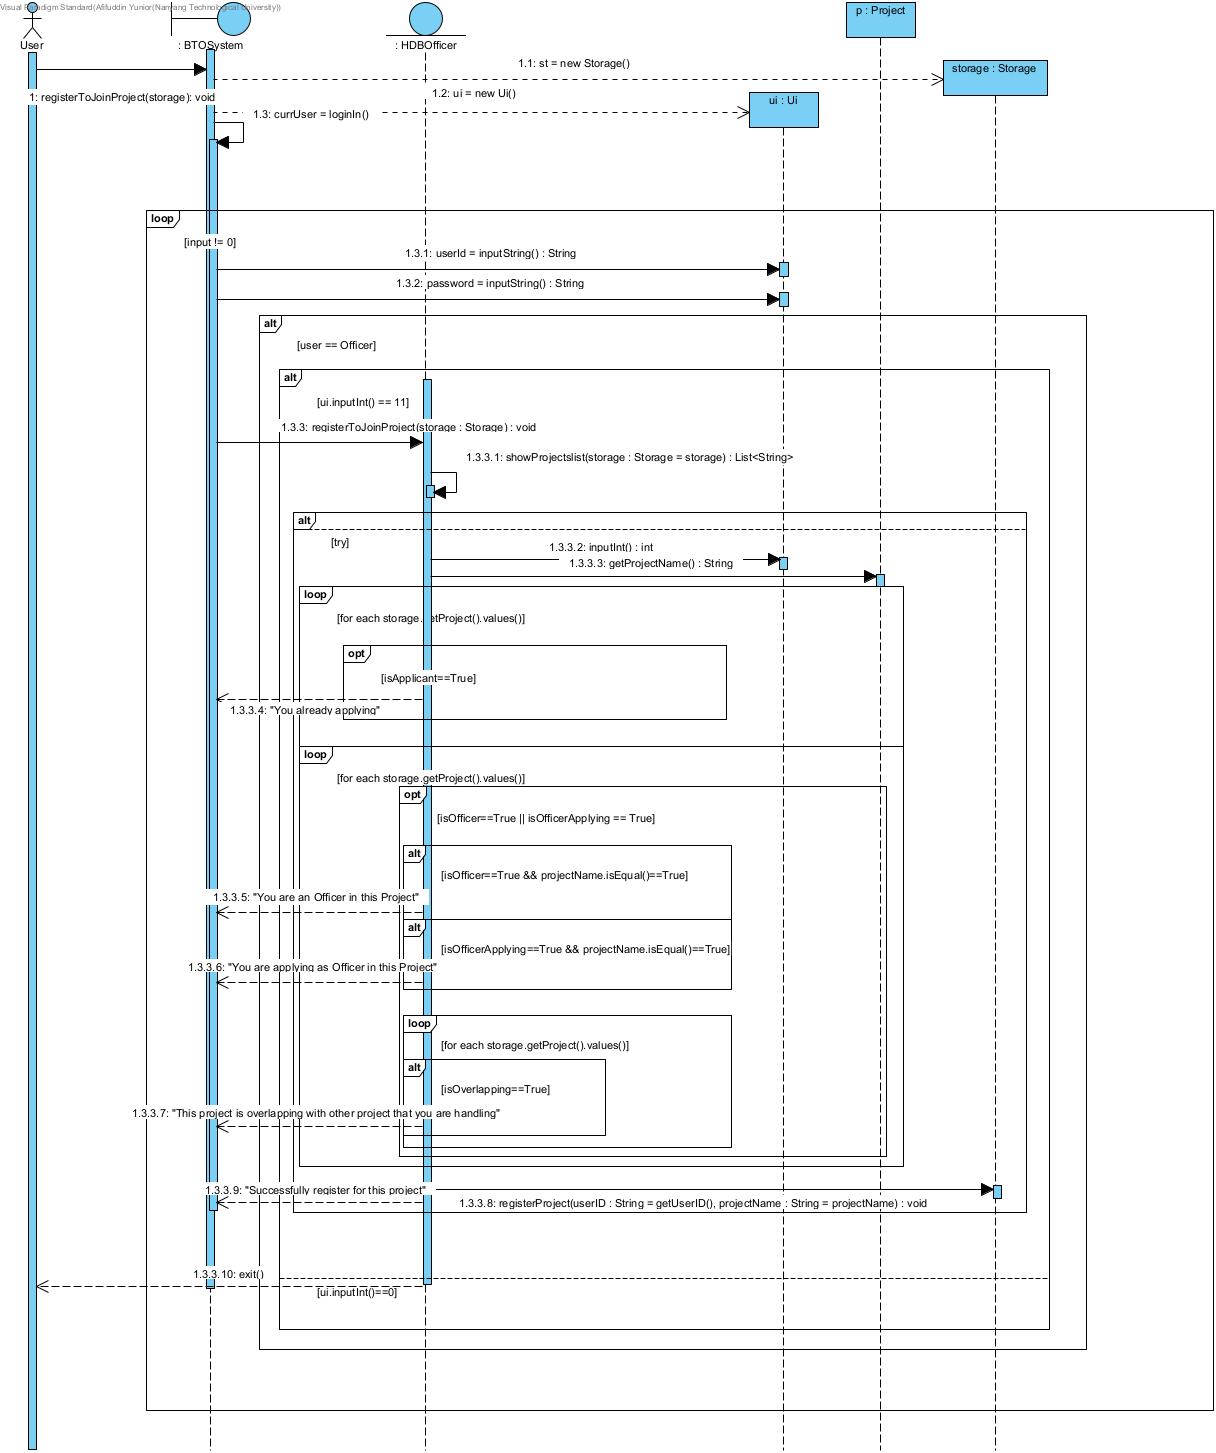 Visual Paradigm Standard(Afifuddin Yunior(Nanyang Technological University))
User
: BTOSystem
: HDBOfficer
p : Project
storage : Storage
ui : Ui
1: registerToJoinProject(storage): void
1.1: st = new Storage()
1.2: ui = new Ui()
1.3: currUser = loginIn()
loop
[input != 0]
1.3.1: userId = inputString() : String
1.3.2: password = inputString() : String
alt
[user == Officer]
alt
[ui.inputInt() == 11]
1.3.3: registerToJoinProject(storage : Storage) : void
1.3.3.1: showProjectslist(storage : Storage = storage) : List<String>
alt
[try]
1.3.3.2: inputInt() : int
1.3.3.3: getProjectName() : String
loop
[for each storage.getProject().values()]
opt
[isApplicant==True]
1.3.3.4: "You already applying"
loop
[for each storage.getProject().values()]
opt
[isOfficer==True || isOfficerApplying == True]
alt
[isOfficer==True && projectName.isEqual()==True]
1.3.3.5: "You are an Officer in this Project"
alt
[isOfficerApplying==True && projectName.isEqual()==True]
1.3.3.6: "You are applying as Officer in this Project"
loop
[for each storage.getProject().values()]
alt
[isOverlapping==True]
1.3.3.7: "This project is overlapping with other project that you are handling"
1.3.3.9: "Successfully register for this project"
1.3.3.8: registerProject(userID : String = getUserID(), projectName : String = projectName) : void
1.3.3.10: exit()
[ui.inputInt()==0]